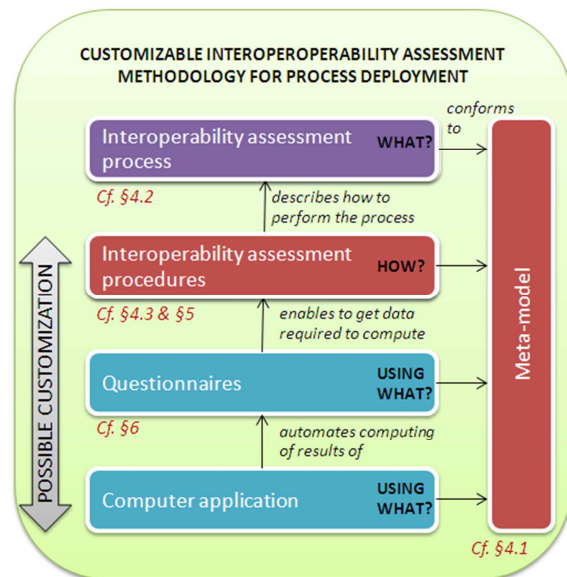 CUSTOMIZABLE INTEROPEROPERABILITY ASSESSMENT
METHODOLOGY FOR PROCESS DEPLOYMENT
conforms
to
Interoperability assessment
process
WHAT?
Cf. §4.2
describes how to
perform the process
Interoperability assessment
procedures
HOW?
Cf. §4.3 & §5
enables to get data
required to compute
Questionnaires
USING
WHAT?
Cf. §6
automates computing
of results of
Computer application
USING
WHAT?
POSSIBLE CUSTOMIZATION
Meta-model
Cf. §4.1